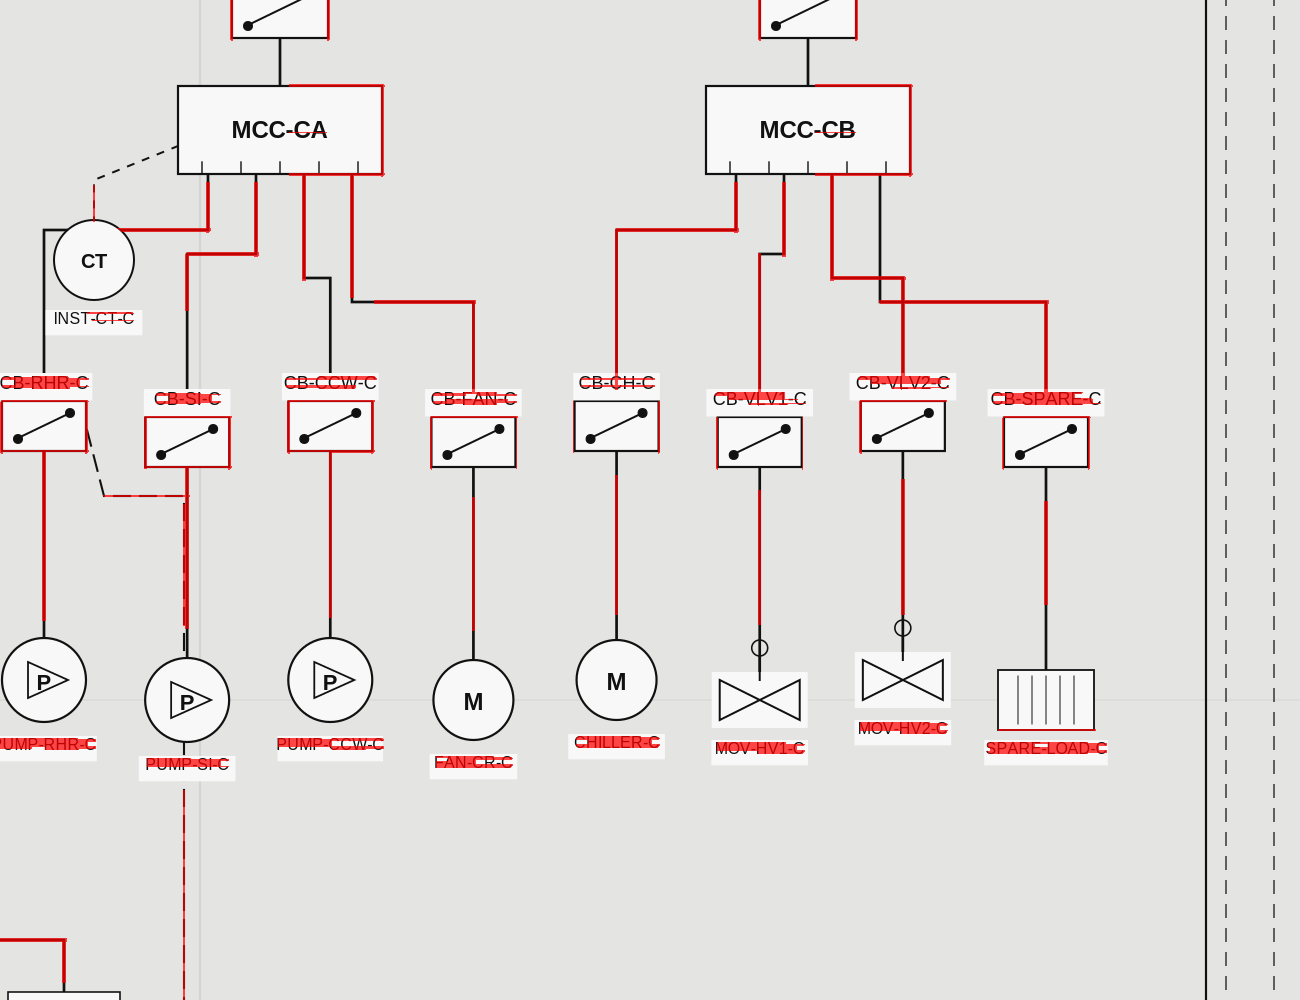 MCC-CA
MCC-CB
CT
INST-CT-C
CB-RHR-C
CB-SI-C
CB-CCW-C
CB-FAN-C
CB-CH-C
CB-VLV1-C
CB-VLV2-C
CB-SPARE-C
P
P
P
M
M
PUMP-RHR-C
PUMP-SI-C
PUMP-CCW-C
FAN-CR-C
CHILLER-C
MOV-HV1-C
MOV-HV2-C
SPARE-LOAD-C